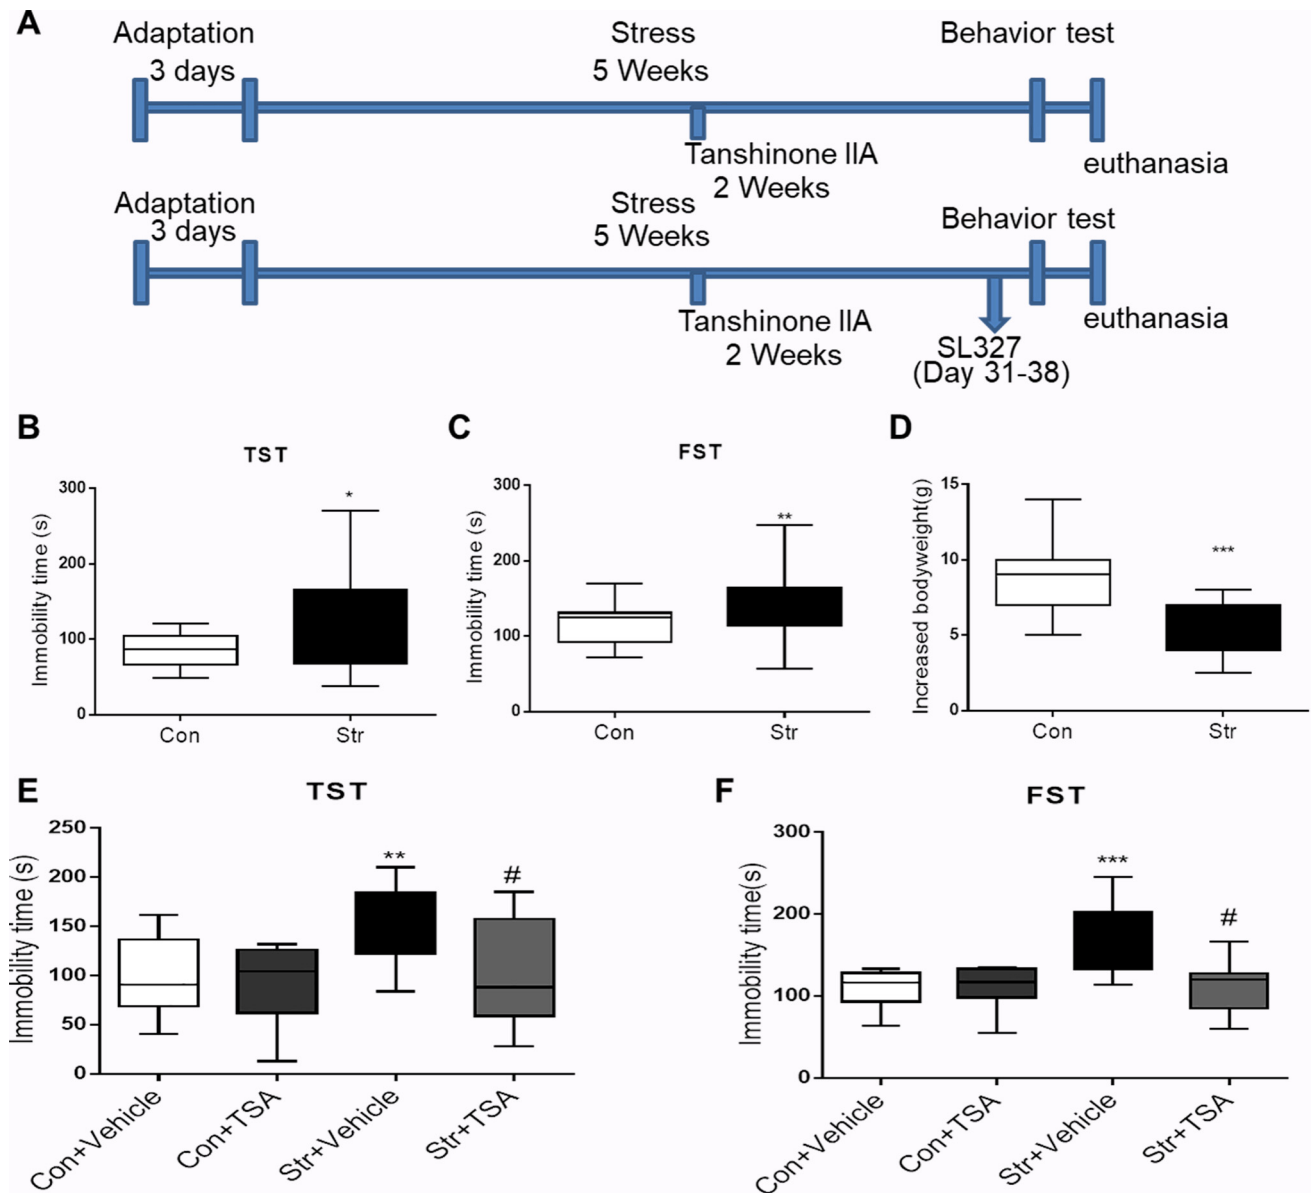 A
Adaptation
3 days
Stress
5 Weeks
Behavior test
Tanshinone IIA
2 Weeks
euthanasia
Adaptation
3 days
Stress
5 Weeks
Behavior test
Tanshinone IIA
2 Weeks
euthanasia
SL327
(Day 31-38)
B
TST
Immobility time (s)
300
200
100
0
*
Con
Str
C
FST
Immobility time (s)
300
200
100
0
**
Con
Str
D
Increased bodyweight(g)
15
10
5
0
***
Con
Str
E
TST
Immobility time (s)
250
200
150
100
50
0
**
#
Con+Vehicle
Con+TSA
Str+Vehicle
Str+TSA
F
FST
Immobility time(s)
300
200
100
0
***
#
Con+Vehicle
Con+TSA
Str+Vehicle
Str+TSA